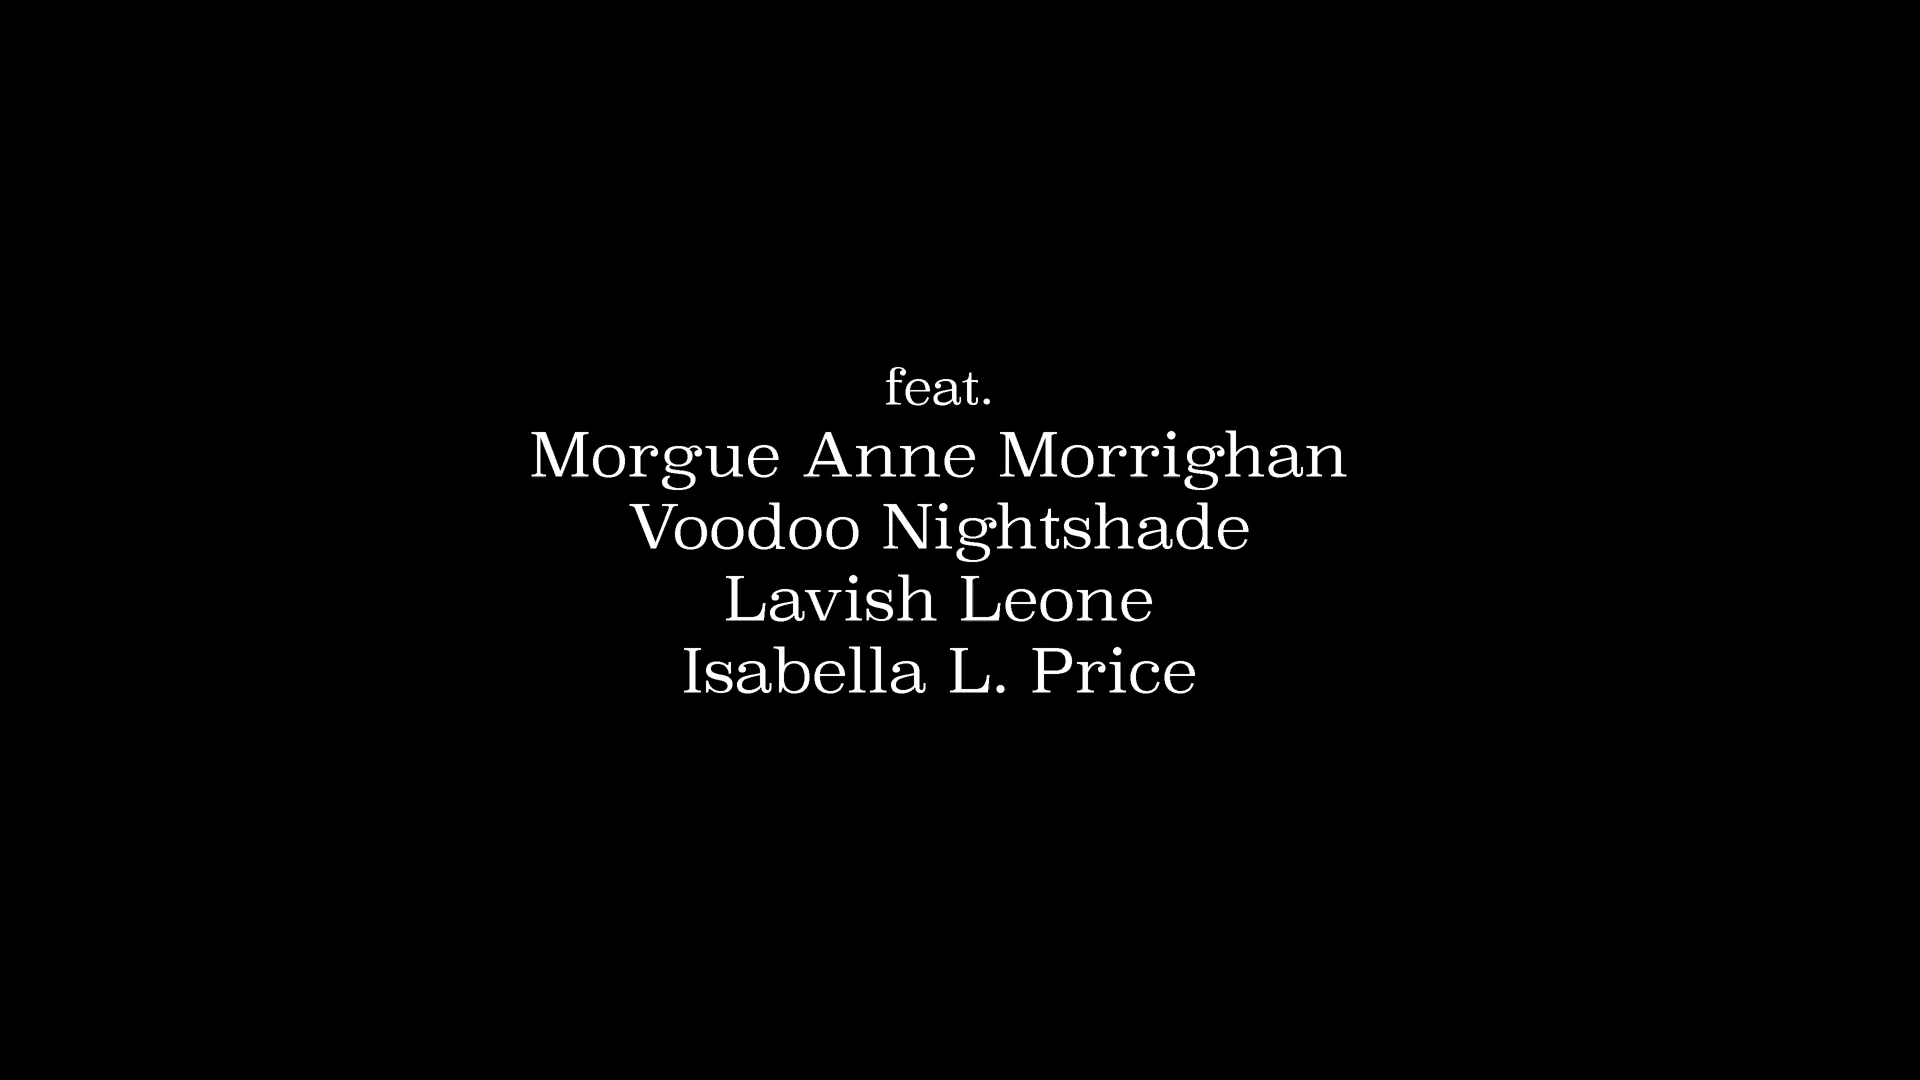 feat.
Morgue Anne Morrighan
Voodoo Nightshade
Lavish Leone
Isabella L. Price